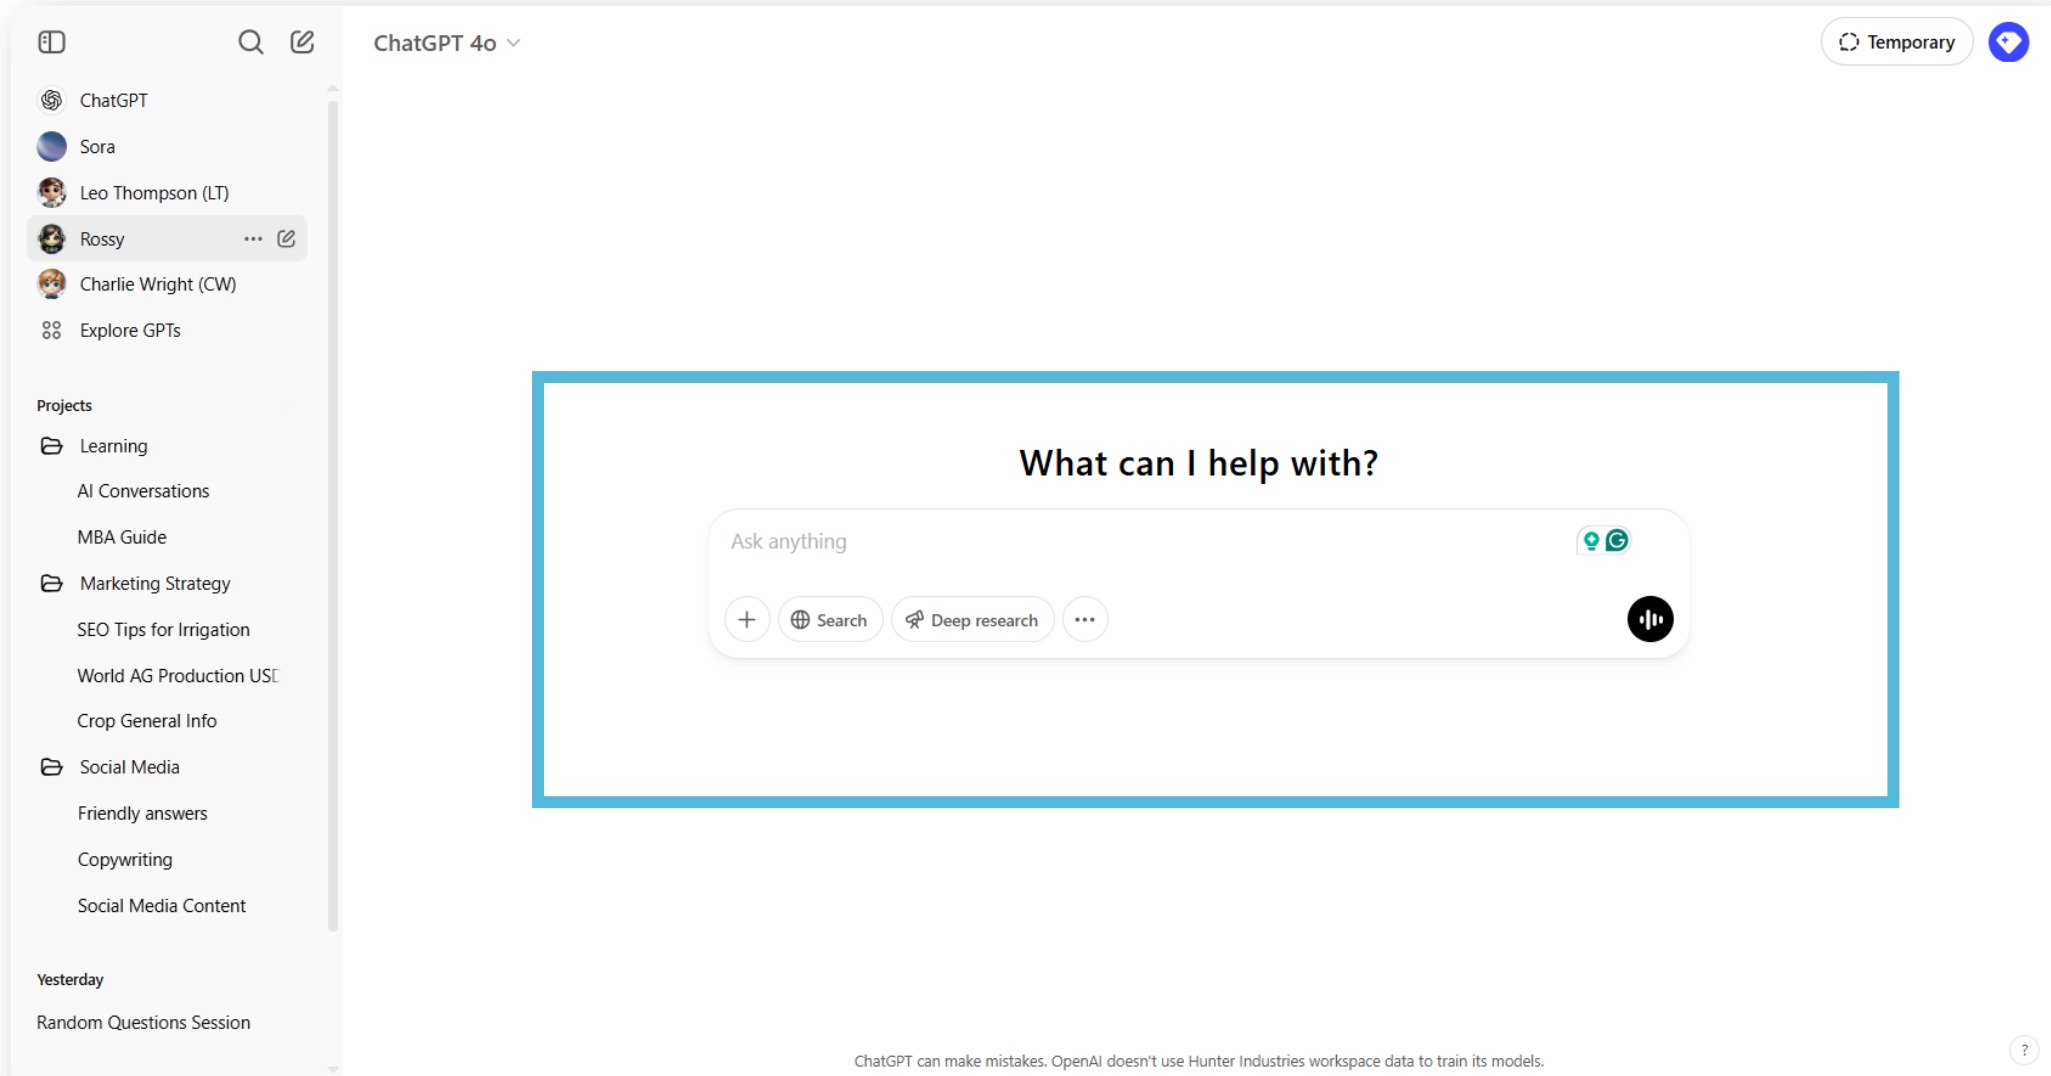 ChatGPT 4o
Temporary
ChatGPT
Sora
Leo Thompson (LT)
Rossy
Charlie Wright (CW)
Explore GPTs
Projects
Learning
AI Conversations
MBA Guide
Marketing Strategy
SEO Tips for Irrigation
World AG Production USD
Crop General Info
Social Media
Friendly answers
Copywriting
Social Media Content
Yesterday
Random Questions Session
What can I help with?
Ask anything
Search
Deep research
ChatGPT can make mistakes. OpenAI doesn't use Hunter Industries workspace data to train its models.
?